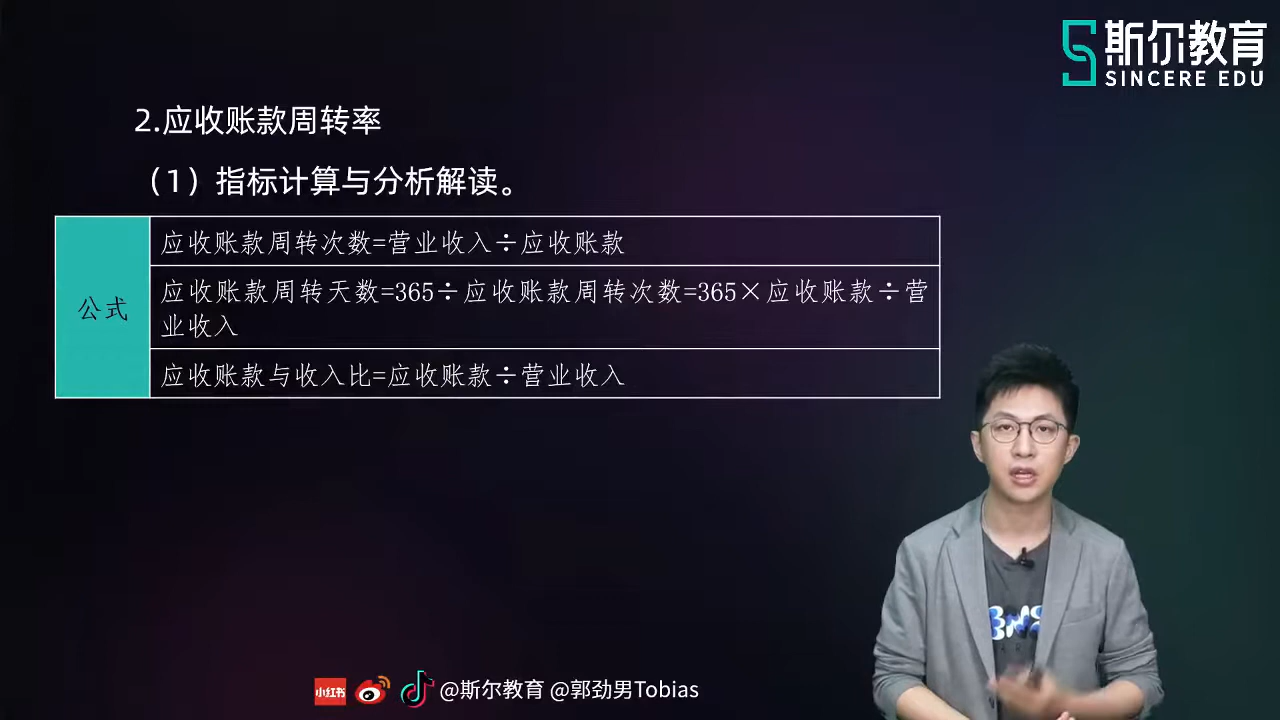 斯尔教育
SINCERE EDU
2.应收账款周转率
（1）指标计算与分析解读。
公式
应收账款周转次数=营业收入÷应收账款
应收账款周转天数=365÷应收账款周转次数=365×应收账款÷营
业收入
应收账款与收入比=应收账款÷营业收入
小红书
@斯尔教育 @郭劲男Tobias